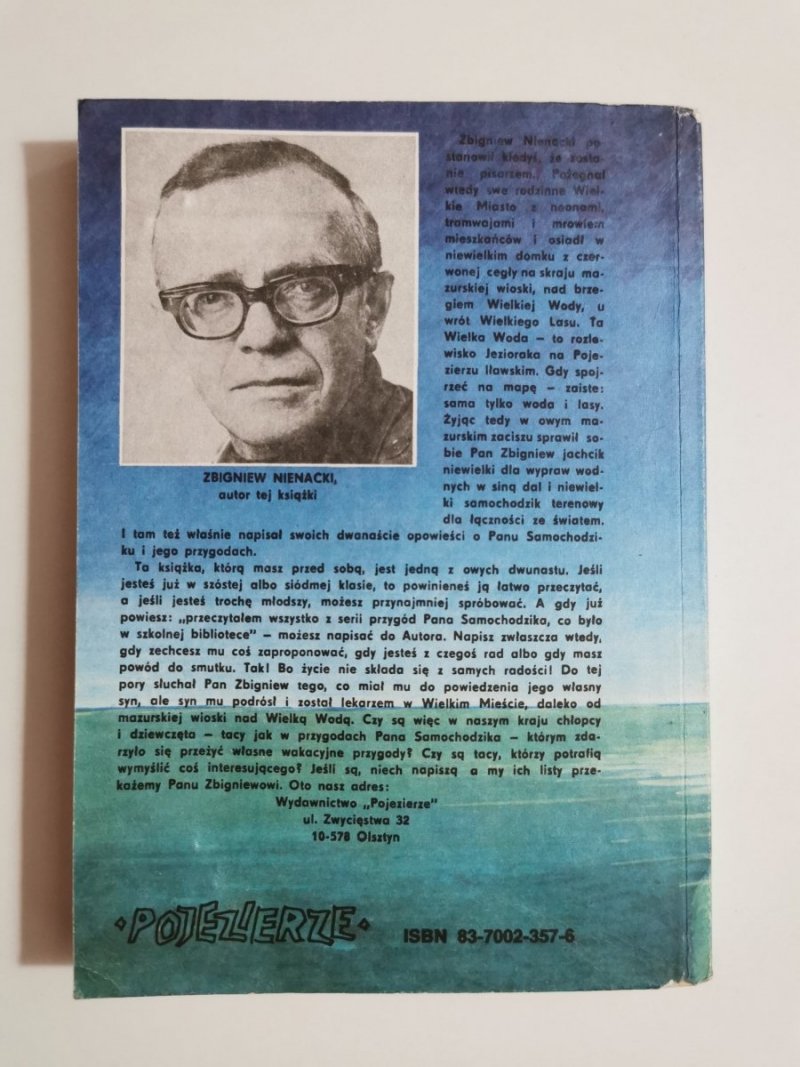 Zbigniew Nienacki po
stanowił kiedyś, że zosta-
nie pisarzem. Pożegnał
wtedy swe rodzinne Wiel-
kie Miasto z neonami,
tramwajami i mrowiem
mieszkańców i osiadł w
niewielkim domku z czer-
wonej cegły na skraju ma-
zurskiej wioski, nad brze-
giem Wielkiej Wody, u
wrót Wielkiego Lasu. Ta
Wielka Woda – to rozle-
wisko Jezioraka na Poje-
zierzu Iławskim. Gdy spoj-
rzeć na mapę – zaiste:
sama tylko woda i lasy.
Żyjąc tedy w owym ma-
zurskim zaciszu sprawił so-
bie Pan Zbigniew jachcik
niewielki dla wypraw wod-
nych w siną dal i niewiel-
ki samochodzik terenowy
dla łączności ze światem.
ZBIGNIEW NIENACKI,
autor tej książki
I tam też właśnie napisał swoich dwanaście opowieści o Panu Samochodzi-
ku i jego przygodach.
Ta książka, którą masz przed sobą, jest jedną z owych dwunastu. Jeśli
jesteś już w szóstej albo siódmej klasie, to powinieneś ją łatwo przeczytać,
a jeśli jesteś trochę młodszy, możesz przynajmniej spróbować. A gdy już
powiesz: „przeczytałem wszystko z serii przygód Pana Samochodzika, co było
w szkolnej bibliotece” – możesz napisać do Autora. Napisz zwłaszcza wtedy,
gdy zechcesz mu coś zaproponować, gdy jesteś z czegoś rad albo gdy masz
powód do smutku. Tak! Bo życie nie składa się z samych radości! Do tej
pory słuchał Pan Zbigniew tego, co miał mu do powiedzenia jego własny
syn, ale syn mu podrósł i został lekarzem w Wielkim Mieście, daleko od
mazurskiej wioski nad Wielką Wodą. Czy są więc w naszym kraju chłopcy
i dziewczęta – tacy jak w przygodach Pana Samochodzika – którym zda-
rzyło się przeżyć własne wakacyjne przygody? Czy są tacy, którzy potrafią
wymyślić coś interesującego? Jeśli są, niech napiszą a my ich listy prze-
każemy Panu Zbigniewowi. Oto nasz adres:
Wydawnictwo „Pojezierze”
ul. Zwycięstwa 32
10-578 Olsztyn
POJEZIERZE
ISBN 83-7002-357-6